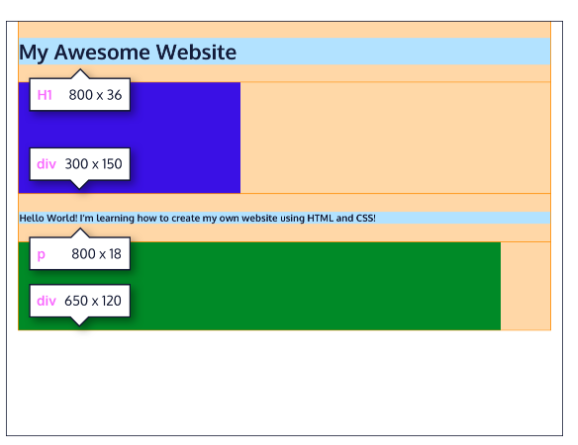 My Awesome Website
H1 800 x 36
div 300 x 150
Hello World! I'm learning how to create my own website using HTML and CSS!
p 800 x 18
div 650 x 120